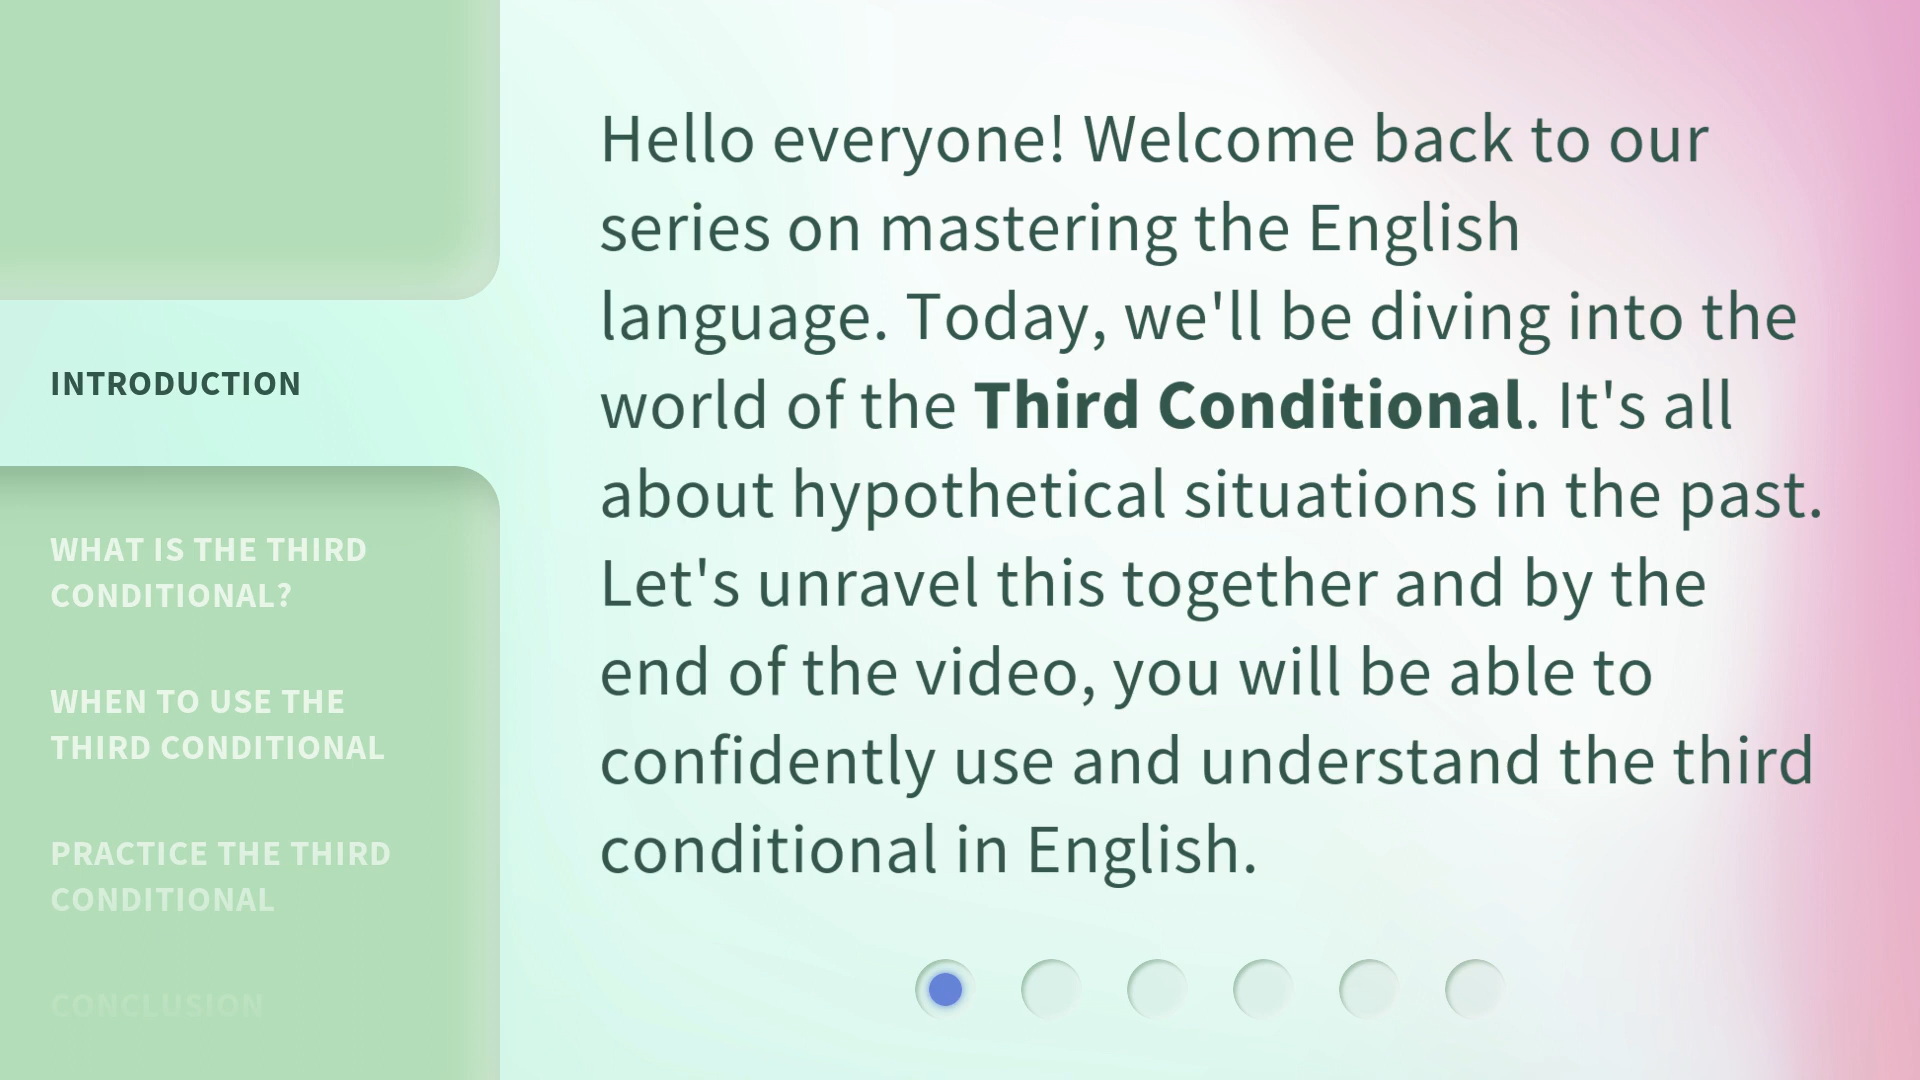 INTRODUCTION
WHAT IS THE THIRD
CONDITIONAL?
WHEN TO USE THE
THIRD CONDITIONAL
PRACTICE THE THIRD
CONDITIONAL
CONCLUSION
Hello everyone! Welcome back to our
series on mastering the English
language. Today, we'll be diving into the
world of the Third Conditional. It's all
about hypothetical situations in the past.
Let's unravel this together and by the
end of the video, you will be able to
confidently use and understand the third
conditional in English.